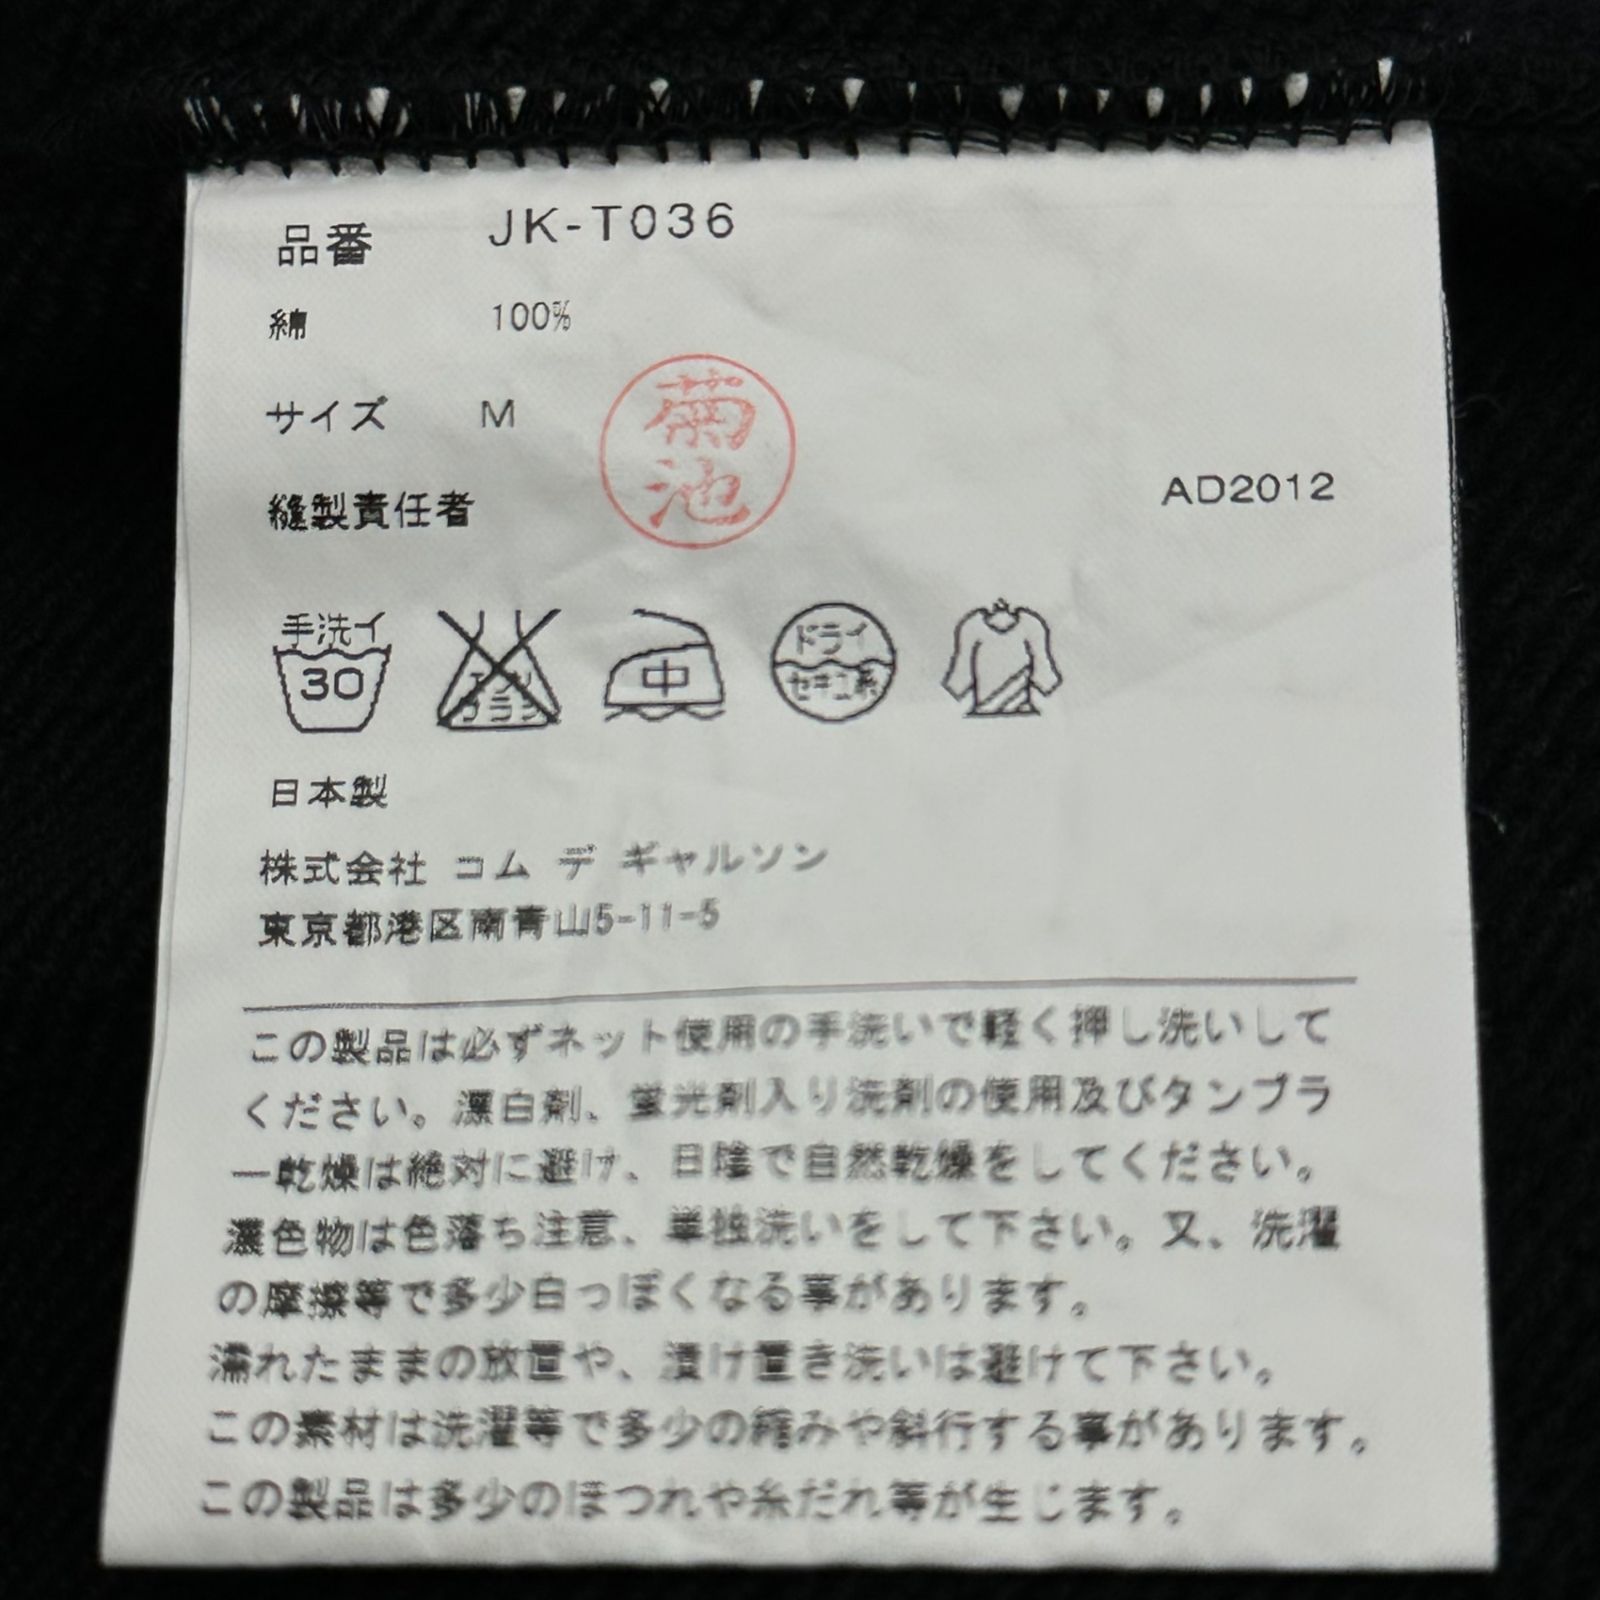 品番 JK-T036
綿 100%
サイズ M
菊池
AD2012
縫製責任者
手洗イ
30
エンソ
サラシ
中
ドライ
セキユ系
日本製
株式会社 コム デ ギャルソン
東京都港区南青山5-11-5
この製品は必ずネット使用の手洗いで軽く押し洗いして
ください。漂白剤、蛍光剤入り洗剤の使用及びタンブラ
ー乾燥は絶対に避け、日陰で自然乾燥をしてください。
濃色物は色落ち注意、単独洗いをして下さい。又、洗濯
の摩擦等で多少白っぽくなる事があります。
濡れたままの放置や、漬け置き洗いは避けて下さい。
この素材は洗濯等で多少の縮みや斜行する事があります。
この製品は多少のほつれや糸だれ等が生じます。